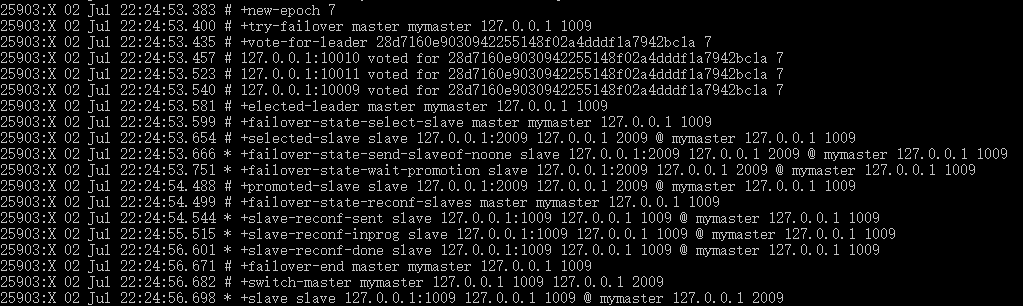 25903:X 02 Jul 22:24:53.383 # +new-epoch 7
25903:X 02 Jul 22:24:53.400 # +try-failover master mymaster 127.0.0.1 1009
25903:X 02 Jul 22:24:53.435 # +vote-for-leader 28d7160e9030942255148f02a4dddf1a7942bc1a 7
25903:X 02 Jul 22:24:53.457 # 127.0.0.1:10010 voted for 28d7160e9030942255148f02a4dddf1a7942bc1a 7
25903:X 02 Jul 22:24:53.523 # 127.0.0.1:10011 voted for 28d7160e9030942255148f02a4dddf1a7942bc1a 7
25903:X 02 Jul 22:24:53.540 # 127.0.0.1:10009 voted for 28d7160e9030942255148f02a4dddf1a7942bc1a 7
25903:X 02 Jul 22:24:53.581 # +elected-leader master mymaster 127.0.0.1 1009
25903:X 02 Jul 22:24:53.599 # +failover-state-select-slave master mymaster 127.0.0.1 1009
25903:X 02 Jul 22:24:53.654 # +selected-slave slave 127.0.0.1:2009 127.0.0.1 2009 @ mymaster 127.0.0.1 1009
25903:X 02 Jul 22:24:53.666 * +failover-state-send-slaveof-noone slave 127.0.0.1:2009 127.0.0.1 2009 @ mymaster 127.0.0.1 1009
25903:X 02 Jul 22:24:53.751 * +failover-state-wait-promotion slave 127.0.0.1:2009 127.0.0.1 2009 @ mymaster 127.0.0.1 1009
25903:X 02 Jul 22:24:54.488 # +promoted-slave slave 127.0.0.1:2009 127.0.0.1 2009 @ mymaster 127.0.0.1 1009
25903:X 02 Jul 22:24:54.499 # +failover-state-reconf-slaves master mymaster 127.0.0.1 1009
25903:X 02 Jul 22:24:54.544 * +slave-reconf-sent slave 127.0.0.1:1009 127.0.0.1 1009 @ mymaster 127.0.0.1 1009
25903:X 02 Jul 22:24:55.515 * +slave-reconf-inprog slave 127.0.0.1:1009 127.0.0.1 1009 @ mymaster 127.0.0.1 1009
25903:X 02 Jul 22:24:56.601 * +slave-reconf-done slave 127.0.0.1:1009 127.0.0.1 1009 @ mymaster 127.0.0.1 1009
25903:X 02 Jul 22:24:56.671 # +failover-end master mymaster 127.0.0.1 1009
25903:X 02 Jul 22:24:56.682 # +switch-master mymaster 127.0.0.1 1009 127.0.0.1 2009
25903:X 02 Jul 22:24:56.698 * +slave slave 127.0.0.1:1009 127.0.0.1 1009 @ mymaster 127.0.0.1 2009